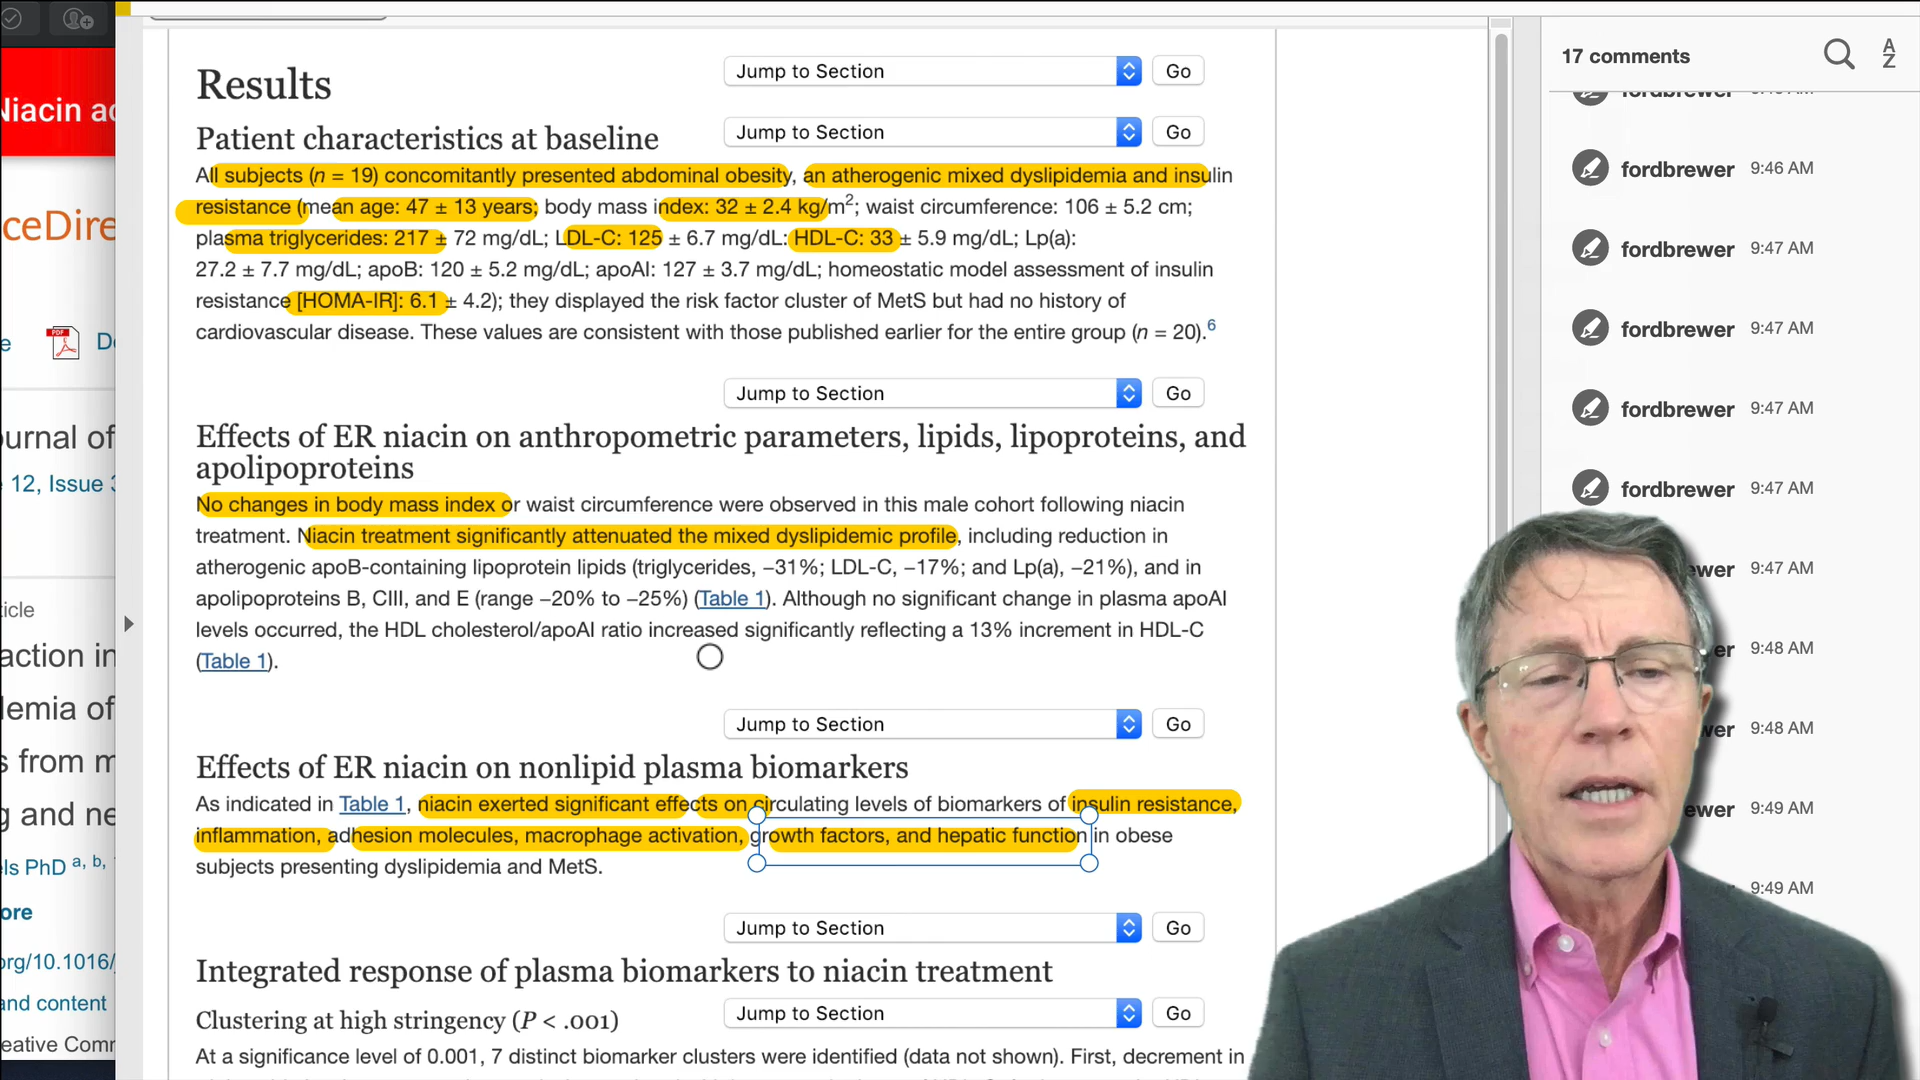 Niacin ac
ceDire
PDF
e
De
ournal of
12, Issue 3
ticle
action in
lemia of
s from m
g and ne
els PhD a, b,
ore
org/10.1016/
and content
eative Comm
Results
Jump to Section
Go
Patient characteristics at baseline
Jump to Section
Go
All subjects (n = 19) concomitantly presented abdominal obesity, an atherogenic mixed dyslipidemia and insulin
resistance (mean age: 47 ± 13 years; body mass index: 32 ± 2.4 kg/m2; waist circumference: 106 ± 5.2 cm;
plasma triglycerides: 217 ± 72 mg/dL; LDL-C: 125 ± 6.7 mg/dL: HDL-C: 33 ± 5.9 mg/dL; Lp(a):
27.2 ± 7.7 mg/dL; apoB: 120 ± 5.2 mg/dL; apoAI: 127 ± 3.7 mg/dL; homeostatic model assessment of insulin
resistance [HOMA-IR]: 6.1 ± 4.2); they displayed the risk factor cluster of MetS but had no history of
cardiovascular disease. These values are consistent with those published earlier for the entire group (n = 20).6
Jump to Section
Go
Effects of ER niacin on anthropometric parameters, lipids, lipoproteins, and
apolipoproteins
No changes in body mass index or waist circumference were observed in this male cohort following niacin
treatment. Niacin treatment significantly attenuated the mixed dyslipidemic profile, including reduction in
atherogenic apoB-containing lipoprotein lipids (triglycerides, −31%; LDL-C, −17%; and Lp(a), −21%), and in
apolipoproteins B, CIII, and E (range −20% to −25%) (Table 1). Although no significant change in plasma apoAI
levels occurred, the HDL cholesterol/apoAI ratio increased significantly reflecting a 13% increment in HDL-C
(Table 1).
Jump to Section
Go
Effects of ER niacin on nonlipid plasma biomarkers
As indicated in Table 1, niacin exerted significant effects on circulating levels of biomarkers of insulin resistance,
inflammation, adhesion molecules, macrophage activation, growth factors, and hepatic function in obese
subjects presenting dyslipidemia and MetS.
Jump to Section
Go
Integrated response of plasma biomarkers to niacin treatment
Clustering at high stringency (P < .001)
Jump to Section
Go
At a significance level of 0.001, 7 distinct biomarker clusters were identified (data not shown). First, decrement in
17 comments
A
Z
fordbrewer 9:46 AM
fordbrewer 9:47 AM
fordbrewer 9:47 AM
fordbrewer 9:47 AM
fordbrewer 9:47 AM
ewer 9:47 AM
er 9:48 AM
wer 9:48 AM
ewer 9:49 AM
9:49 AM